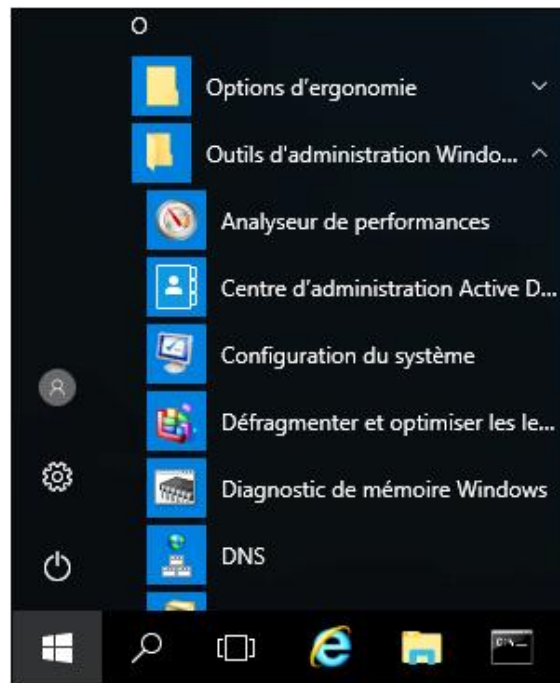 O
Options d'ergonomie
Outils d'administration Windo...
Analyseur de performances
Centre d'administration Active D...
Configuration du système
Défragmenter et optimiser les le...
Diagnostic de mémoire Windows
DNS